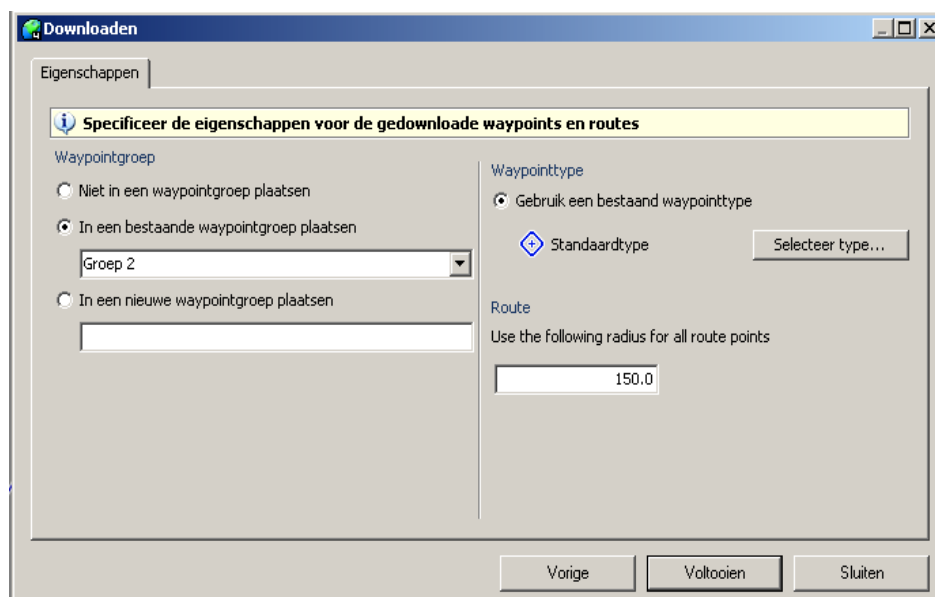 Downloaden
Eigenschappen
Specificeer de eigenschappen voor de gedownloade waypoints en routes
Waypointgroep
Niet in een waypointgroep plaatsen
In een bestaande waypointgroep plaatsen
Groep 2
In een nieuwe waypointgroep plaatsen
Waypointtype
Gebruik een bestaand waypointtype
Standaardtype Selecteer type...
Route
Use the following radius for all route points
150.0
Vorige Voltooien Sluiten